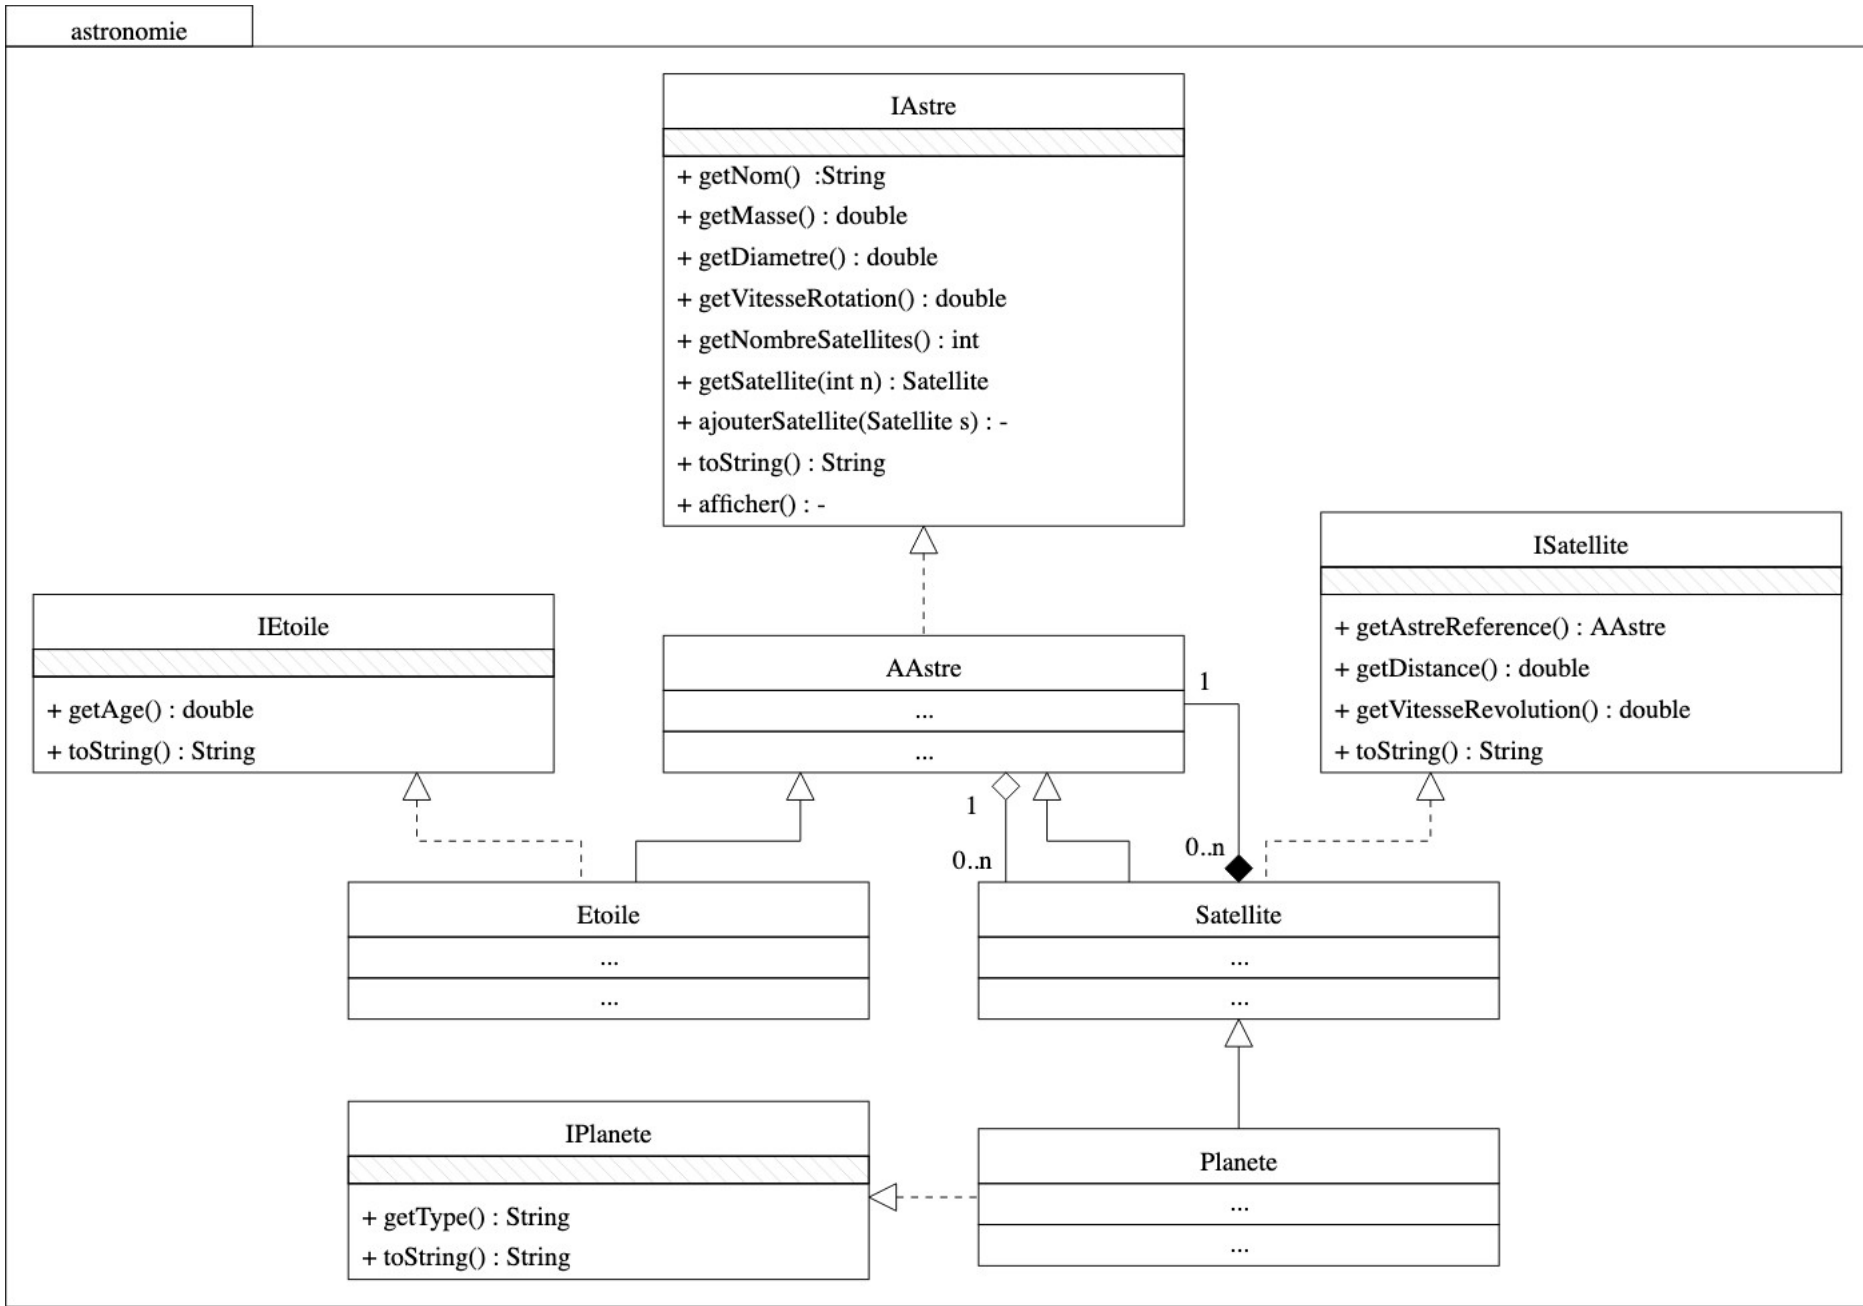 astronomie
IAstre
+ getNom()  :String
+ getMasse() : double
+ getDiametre() : double
+ getVitesseRotation() : double
+ getNombreSatellites() : int
+ getSatellite(int n) : Satellite
+ ajouterSatellite(Satellite s) : -
+ toString() : String
+ afficher() : -
ISatellite
+ getAstreReference() : AAstre
+ getDistance() : double
+ getVitesseRevolution() : double
+ toString() : String
IEtoile
+ getAge() : double
+ toString() : String
AAstre
...
...
1
1
0..n
0..n
Etoile
...
...
Satellite
...
...
IPlanete
+ getType() : String
+ toString() : String
Planete
...
...